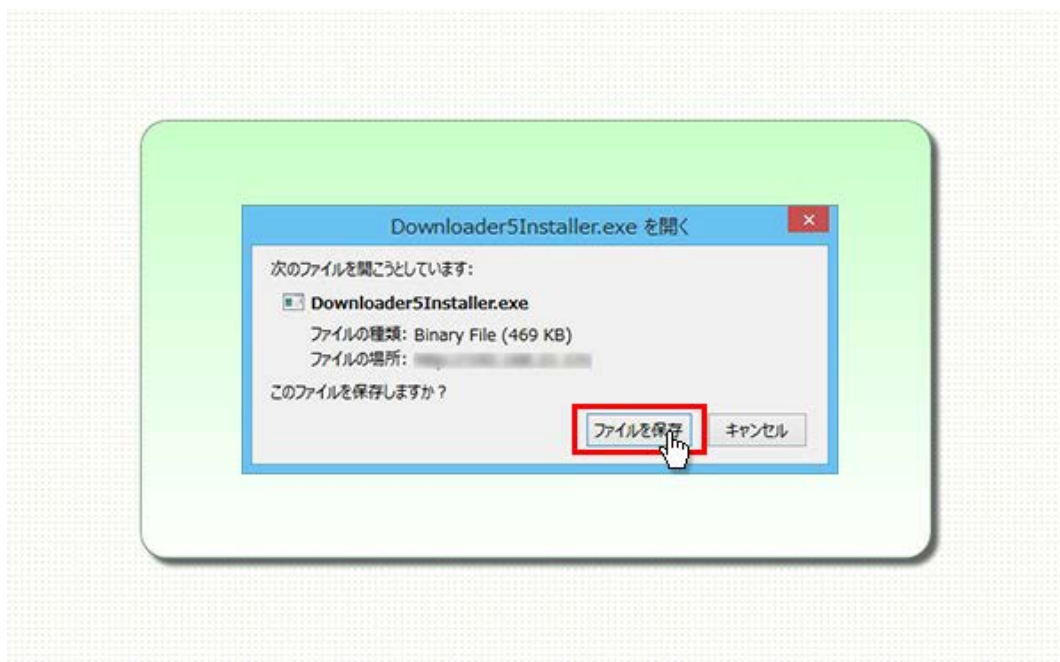 Downloader5Installer.exe を開く
次のファイルを開こうとしています:
Downloader5Installer.exe
ファイルの種類: Binary File (469 KB)
ファイルの場所:
このファイルを保存しますか?
ファイルを保存
キャンセル